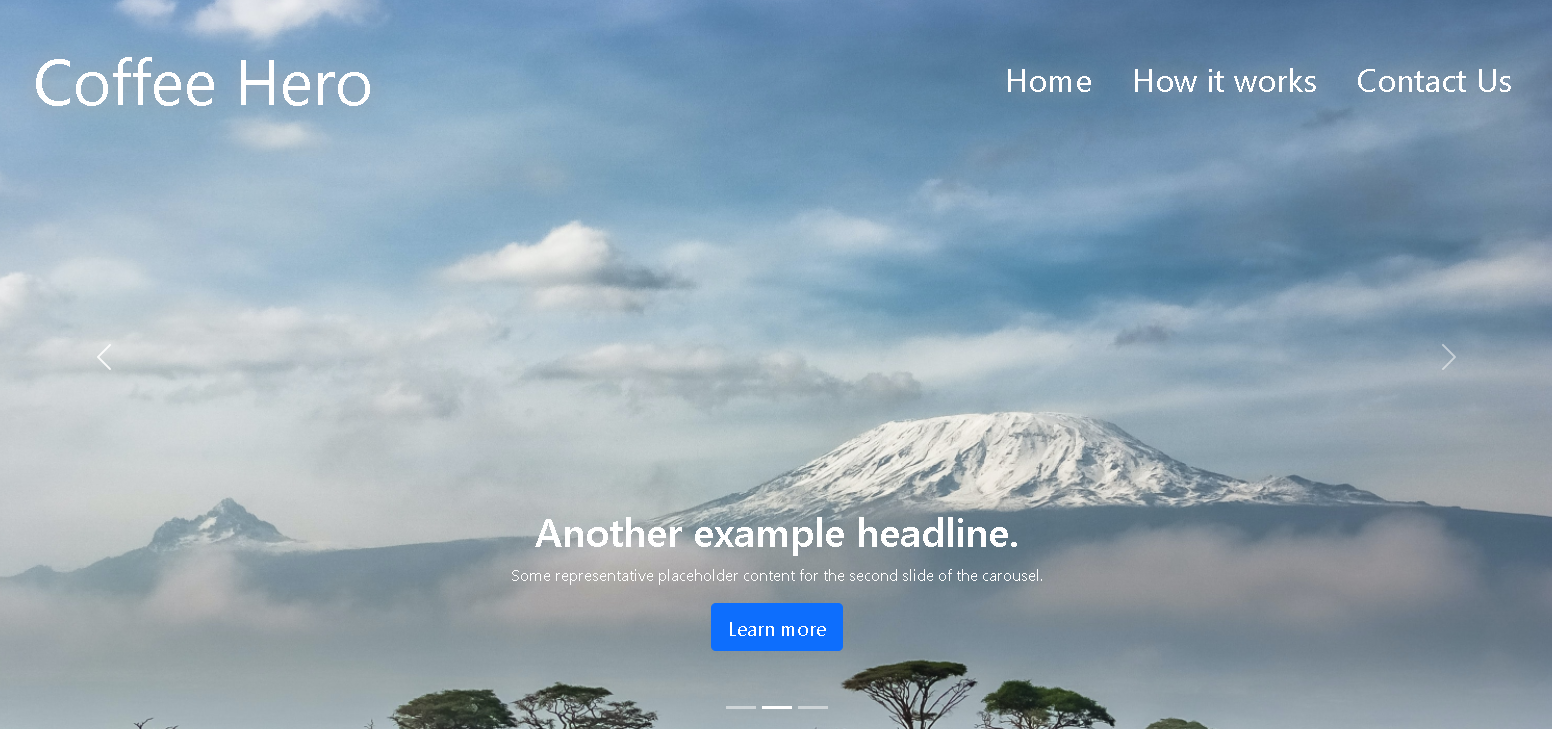 Coffee Hero
Home How it works Contact Us
Another example headline.
Some representative placeholder content for the second slide of the carousel.
Learn more